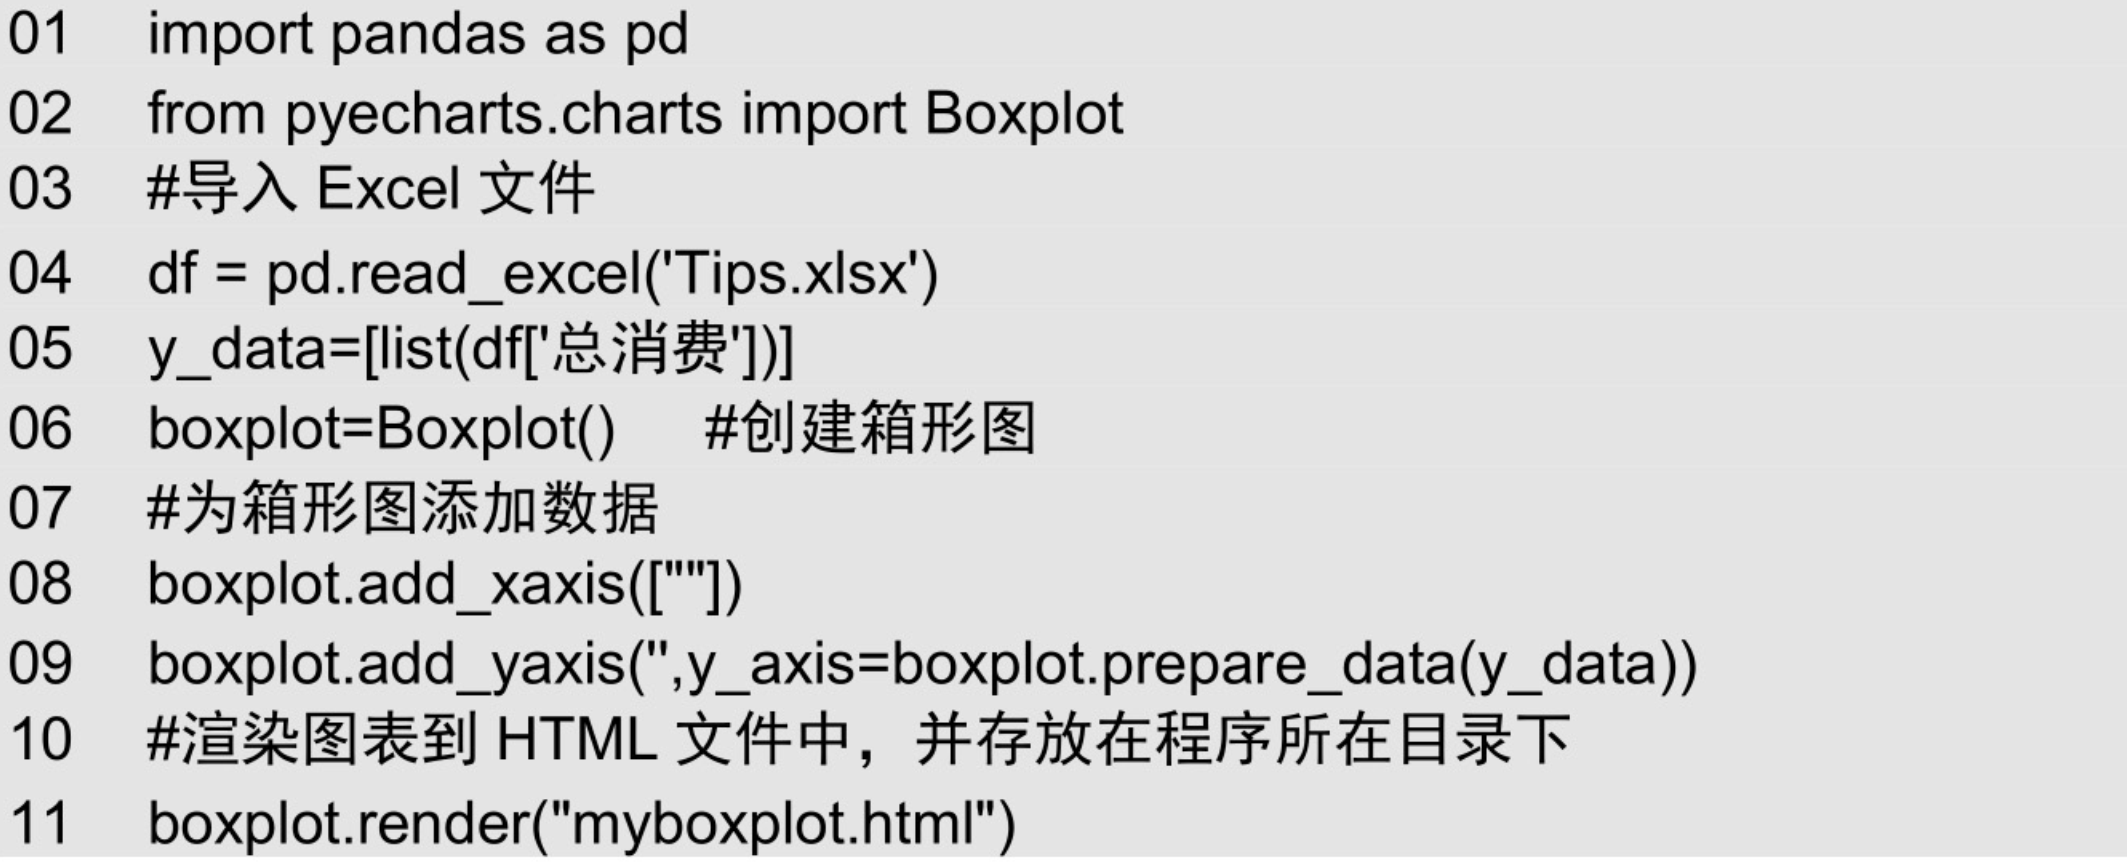 01 import pandas as pd
02 from pyecharts.charts import Boxplot
03 #导入 Excel 文件
04 df = pd.read_excel('Tips.xlsx')
05 y_data=[list(df['总消费'])]
06 boxplot=Boxplot() #创建箱形图
07 #为箱形图添加数据
08 boxplot.add_xaxis([""])
09 boxplot.add_yaxis('',y_axis=boxplot.prepare_data(y_data))
10 #渲染图表到 HTML 文件中，并存放在程序所在目录下
11 boxplot.render("myboxplot.html")